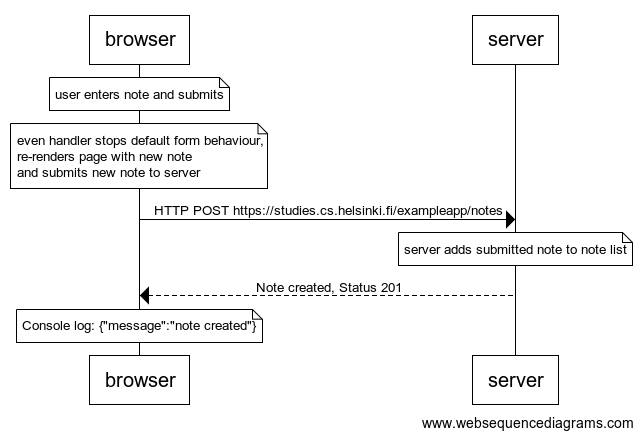 browser
server
user enters note and submits
even handler stops default form behaviour,
re-renders page with new note
and submits new note to server
HTTP POST https://studies.cs.helsinki.fi/exampleapp/notes
server adds submitted note to note list
Note created, Status 201
Console log: {"message":"note created"}
browser
server
www.websequencediagrams.com